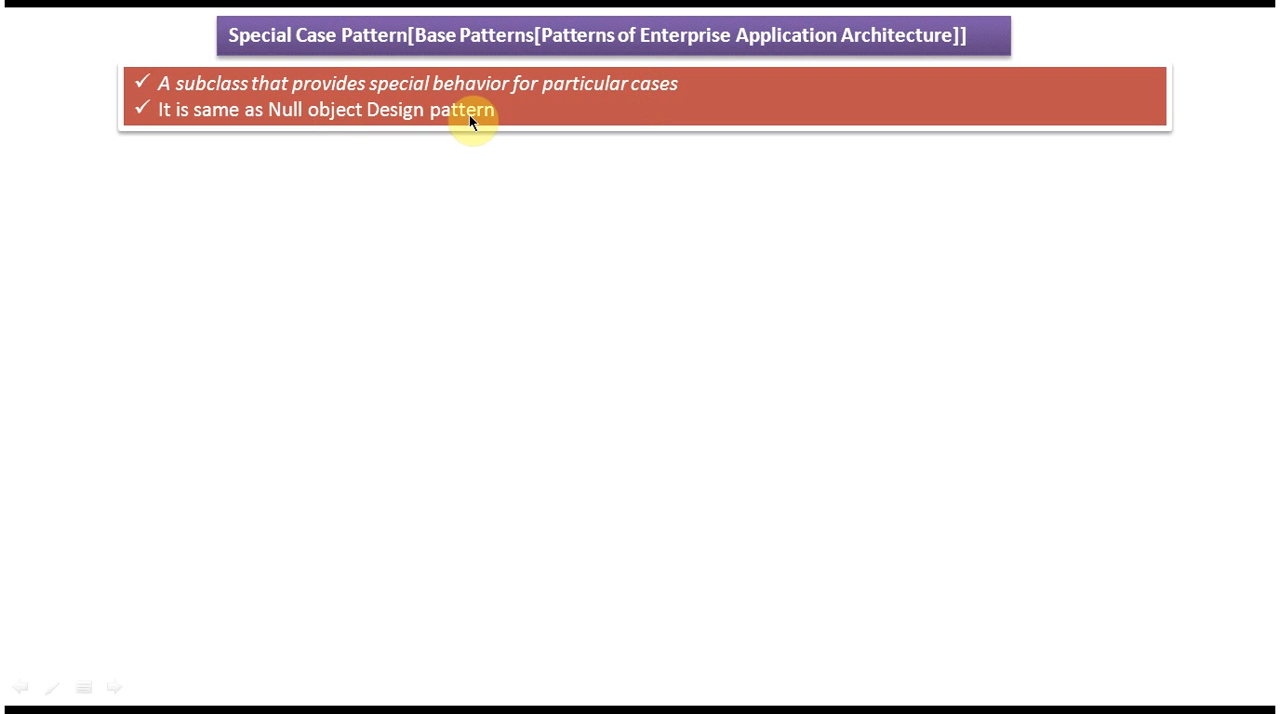 Special Case Pattern[Base Patterns[Patterns of Enterprise Application Architecture]]
✓ A subclass that provides special behavior for particular cases
✓ It is same as Null object Design pattern